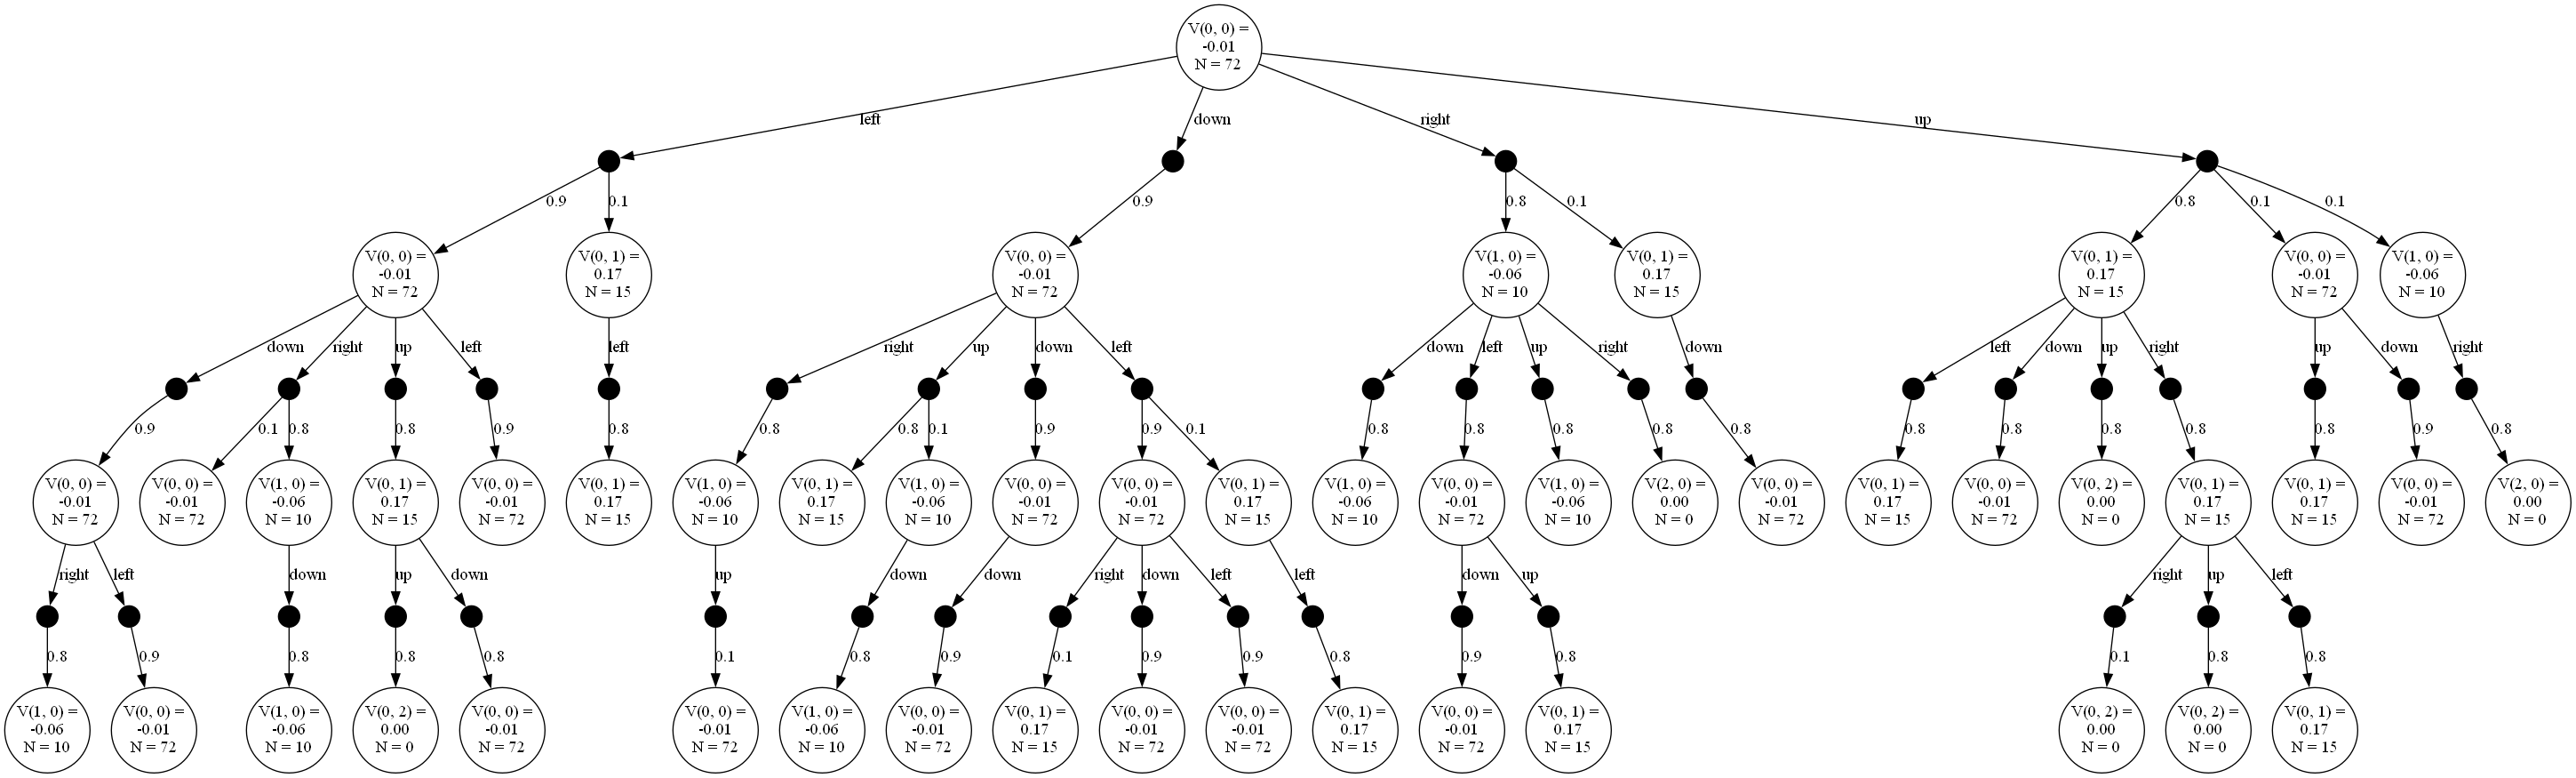 V(0, 0) =
-0.01
N = 72
left
down
right
up
0.9
0.1
0.9
0.8
0.1
0.8
0.1
0.1
V(0, 0) =
-0.01
N = 72
V(0, 1) =
0.17
N = 15
V(0, 0) =
-0.01
N = 72
V(1, 0) =
-0.06
N = 10
V(0, 1) =
0.17
N = 15
V(0, 1) =
0.17
N = 15
V(0, 0) =
-0.01
N = 72
V(1, 0) =
-0.06
N = 10
down
right
up
left
left
right
up
down
left
down
left
up
right
down
left
down
up
right
up
down
right
0.9
0.1
0.8
0.8
0.9
0.8
0.8
0.8
0.1
0.9
0.9
0.1
0.8
0.8
0.8
0.8
0.8
0.8
0.8
0.8
0.8
0.8
0.9
0.8
V(0, 0) =
-0.01
N = 72
V(0, 0) =
-0.01
N = 72
V(1, 0) =
-0.06
N = 10
V(0, 1) =
0.17
N = 15
V(0, 0) =
-0.01
N = 72
V(0, 1) =
0.17
N = 15
V(1, 0) =
-0.06
N = 10
V(0, 1) =
0.17
N = 15
V(1, 0) =
-0.06
N = 10
V(0, 0) =
-0.01
N = 72
V(0, 0) =
-0.01
N = 72
V(0, 1) =
0.17
N = 15
V(1, 0) =
-0.06
N = 10
V(0, 0) =
-0.01
N = 72
V(1, 0) =
-0.06
N = 10
V(2, 0) =
0.00
N = 0
V(0, 0) =
-0.01
N = 72
V(0, 1) =
0.17
N = 15
V(0, 0) =
-0.01
N = 72
V(0, 2) =
0.00
N = 0
V(0, 1) =
0.17
N = 15
V(0, 1) =
0.17
N = 15
V(0, 0) =
-0.01
N = 72
V(2, 0) =
0.00
N = 0
right
left
down
up
down
up
down
down
right
down
left
left
down
up
right
up
left
0.8
0.9
0.8
0.8
0.8
0.1
0.8
0.9
0.1
0.9
0.9
0.8
0.9
0.8
0.1
0.8
0.8
V(1, 0) =
-0.06
N = 10
V(0, 0) =
-0.01
N = 72
V(1, 0) =
-0.06
N = 10
V(0, 2) =
0.00
N = 0
V(0, 0) =
-0.01
N = 72
V(0, 0) =
-0.01
N = 72
V(1, 0) =
-0.06
N = 10
V(0, 0) =
-0.01
N = 72
V(0, 1) =
0.17
N = 15
V(0, 0) =
-0.01
N = 72
V(0, 0) =
-0.01
N = 72
V(0, 1) =
0.17
N = 15
V(0, 0) =
-0.01
N = 72
V(0, 1) =
0.17
N = 15
V(0, 2) =
0.00
N = 0
V(0, 2) =
0.00
N = 0
V(0, 1) =
0.17
N = 15